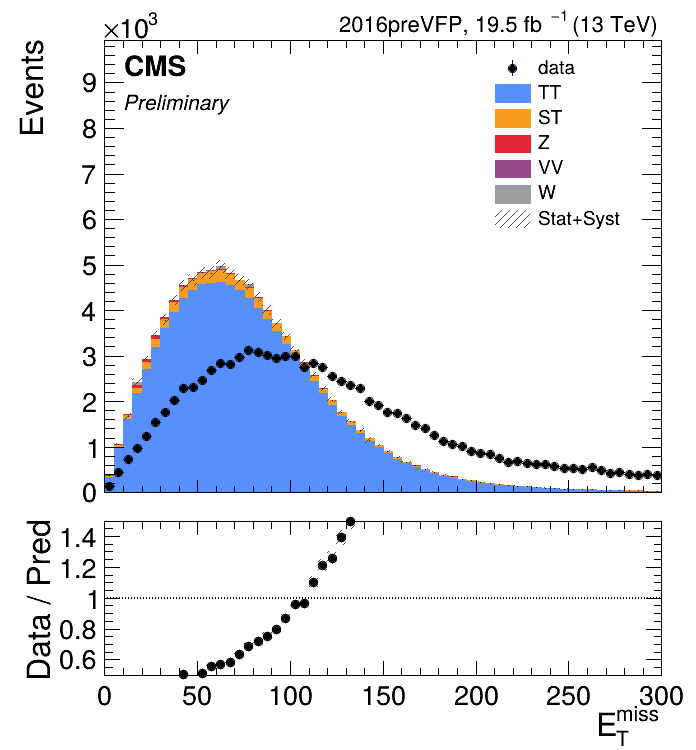 ×10³
2016preVFP, 19.5 fb ⁻¹ (13 TeV)
Events
CMS
Preliminary
data
TT
ST
Z
VV
W
Stat+Syst
9
8
7
6
5
4
3
2
1
0
Data / Pred
1.4
1.2
1
0.8
0.6
0 50 100 150 200 250 300
E_T^miss